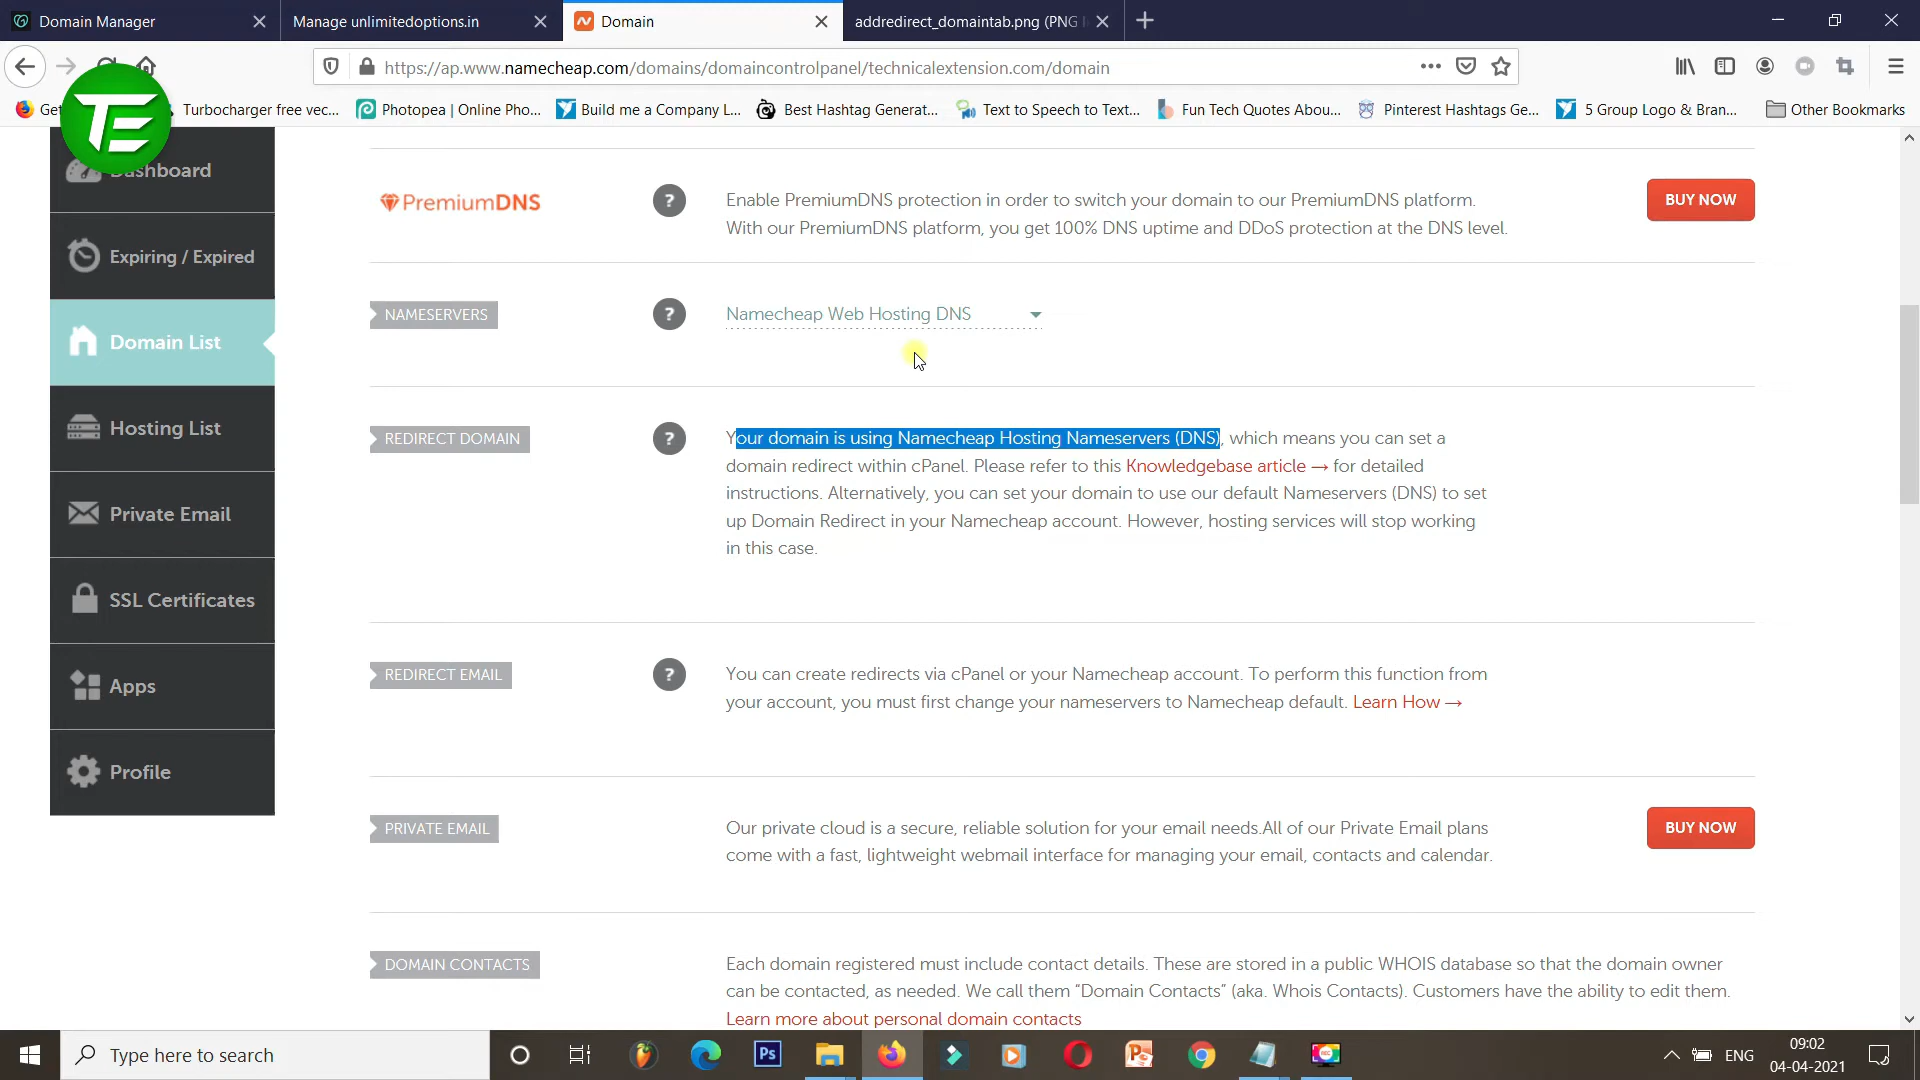 Domain Manager
Manage unlimitedoptions.in
Domain
addredirect_domaintab.png (PNG
https://ap.www.namecheap.com/domains/domaincontrolpanel/technicalextension.com/domain
Get
Turbocharger free vec...
Photopea | Online Pho...
Build me a Company L...
Best Hashtag Generat...
Text to Speech to Text...
Fun Tech Quotes Abou...
Pinterest Hashtags Ge...
5 Group Logo & Bran...
Other Bookmarks
TE
Dashboard
Expiring / Expired
Domain List
Hosting List
Private Email
SSL Certificates
Apps
Profile
PremiumDNS
?
Enable PremiumDNS protection in order to switch your domain to our PremiumDNS platform.
With our PremiumDNS platform, you get 100% DNS uptime and DDoS protection at the DNS level.
BUY NOW
NAMESERVERS
?
Namecheap Web Hosting DNS
REDIRECT DOMAIN
?
Your domain is using Namecheap Hosting Nameservers (DNS), which means you can set a
domain redirect within cPanel. Please refer to this Knowledgebase article → for detailed
instructions. Alternatively, you can set your domain to use our default Nameservers (DNS) to set
up Domain Redirect in your Namecheap account. However, hosting services will stop working
in this case.
REDIRECT EMAIL
?
You can create redirects via cPanel or your Namecheap account. To perform this function from
your account, you must first change your nameservers to Namecheap default. Learn How →
PRIVATE EMAIL
Our private cloud is a secure, reliable solution for your email needs.All of our Private Email plans
come with a fast, lightweight webmail interface for managing your email, contacts and calendar.
BUY NOW
DOMAIN CONTACTS
Each domain registered must include contact details. These are stored in a public WHOIS database so that the domain owner
can be contacted, as needed. We call them "Domain Contacts" (aka. Whois Contacts). Customers have the ability to edit them.
Learn more about personal domain contacts
Type here to search
Ps
ENG
09:02
04-04-2021